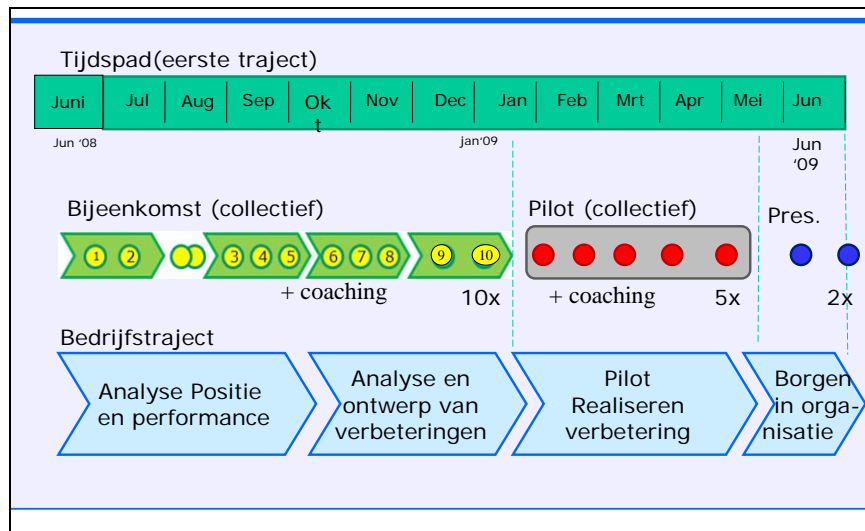 Tijdspad(eerste traject)
Juni Jul Aug Sep Ok Nov Dec Jan Feb Mrt Apr Mei Jun
t
Jun '08 jan'09 Jun
'09
Bijeenkomst (collectief) Pilot (collectief) Pres.
1 2 3 4 5 6 7 8 9 10
+ coaching 10x + coaching 5x 2x
Bedrijfstraject
Analyse Positie
en performance
Analyse en
ontwerp van
verbeteringen
Pilot
Realiseren
verbetering
Borgen
in orga-
nisatie